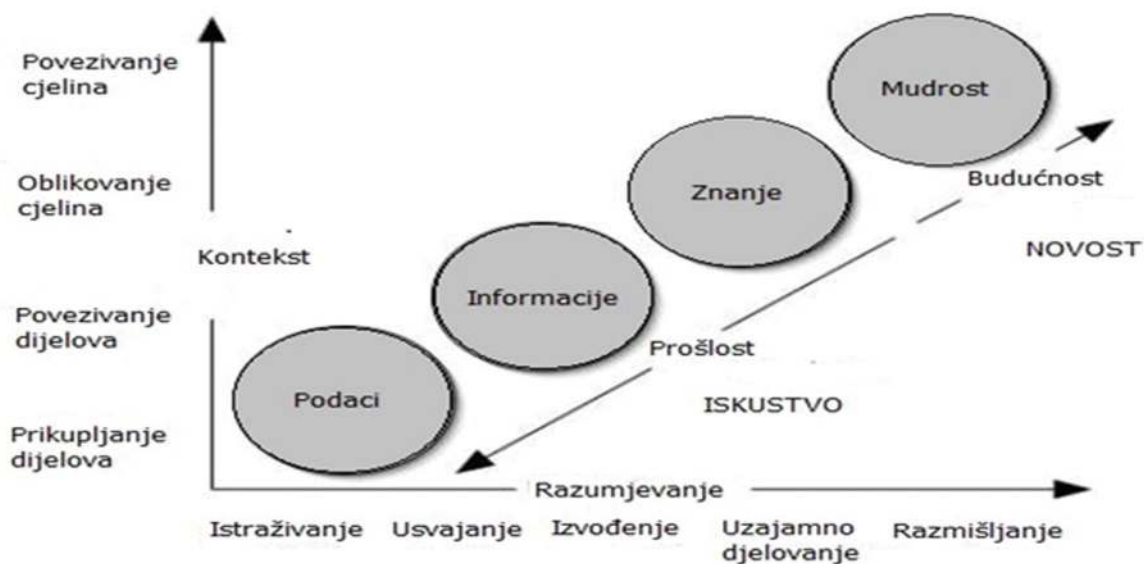 Povezivanje
cjelina
Mudrost
Oblikovanje
cjelina
Znanje
Budućnost
Kontekst
NOVOST
Informacije
Povezivanje
dijelova
Prošlost
Podaci
ISKUSTVO
Prikupljanje
dijelova
Razumjevanje
Istraživanje
Usvajanje
Izvođenje
Uzajamno
djelovanje
Razmišljanje